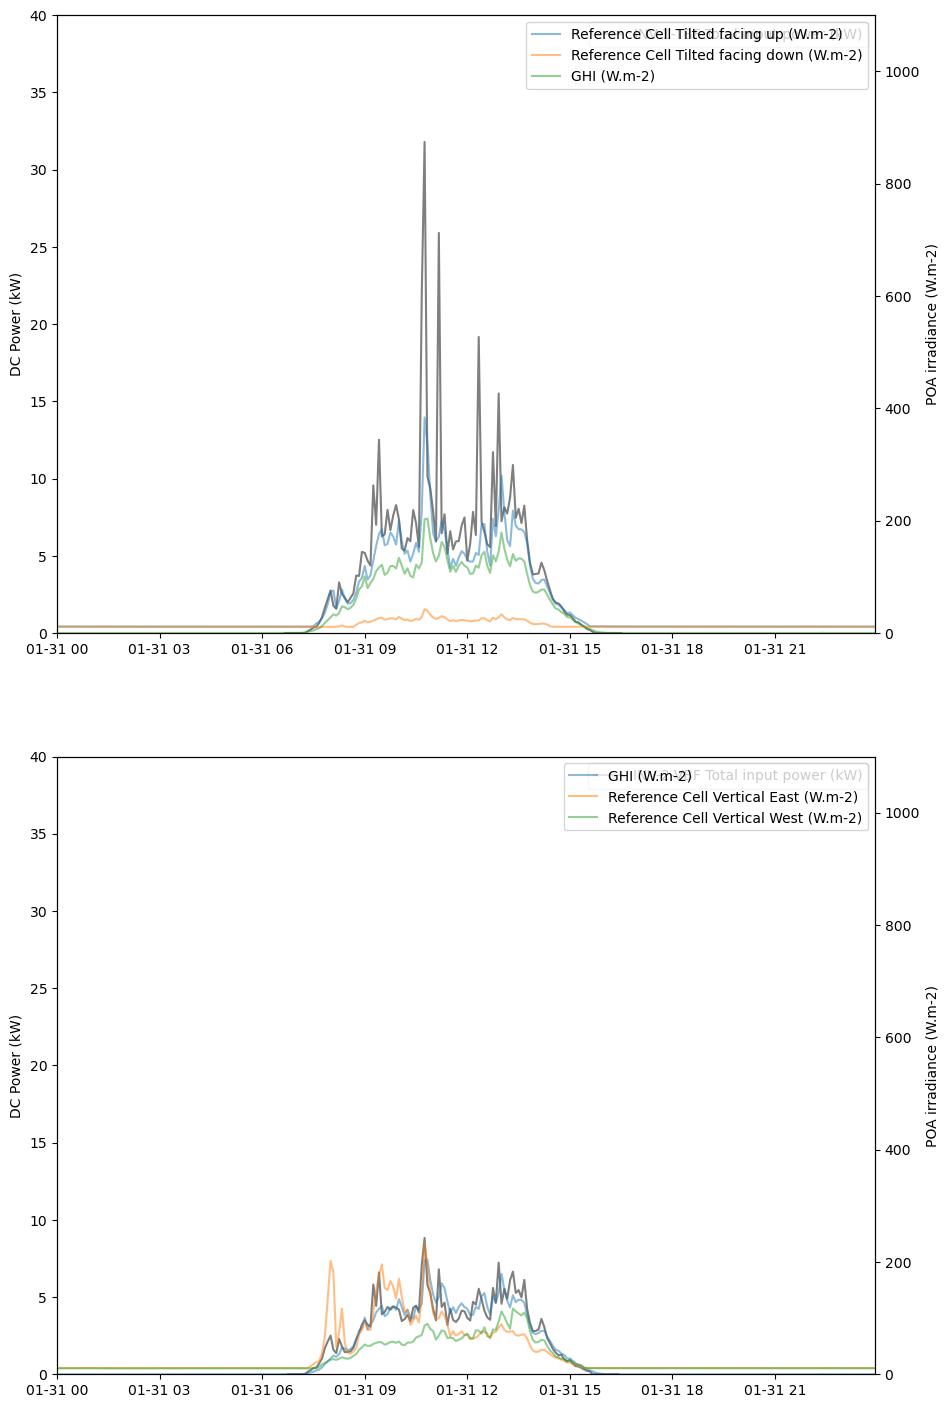 40
35
30
25
20
15
10
5
0
DC Power (kW)
Reference Cell Tilted facing up (W.m-2)
Reference Cell Tilted facing down (W.m-2)
GHI (W.m-2)
1000
800
600
400
200
0
POA irradiance (W.m-2)
01-31 00 01-31 03 01-31 06 01-31 09 01-31 12 01-31 15 01-31 18 01-31 21
40
35
30
25
20
15
10
5
0
DC Power (kW)
GHI (W.m-2) Total input power (kW)
Reference Cell Vertical East (W.m-2)
Reference Cell Vertical West (W.m-2)
1000
800
600
400
200
0
POA irradiance (W.m-2)
01-31 00 01-31 03 01-31 06 01-31 09 01-31 12 01-31 15 01-31 18 01-31 21